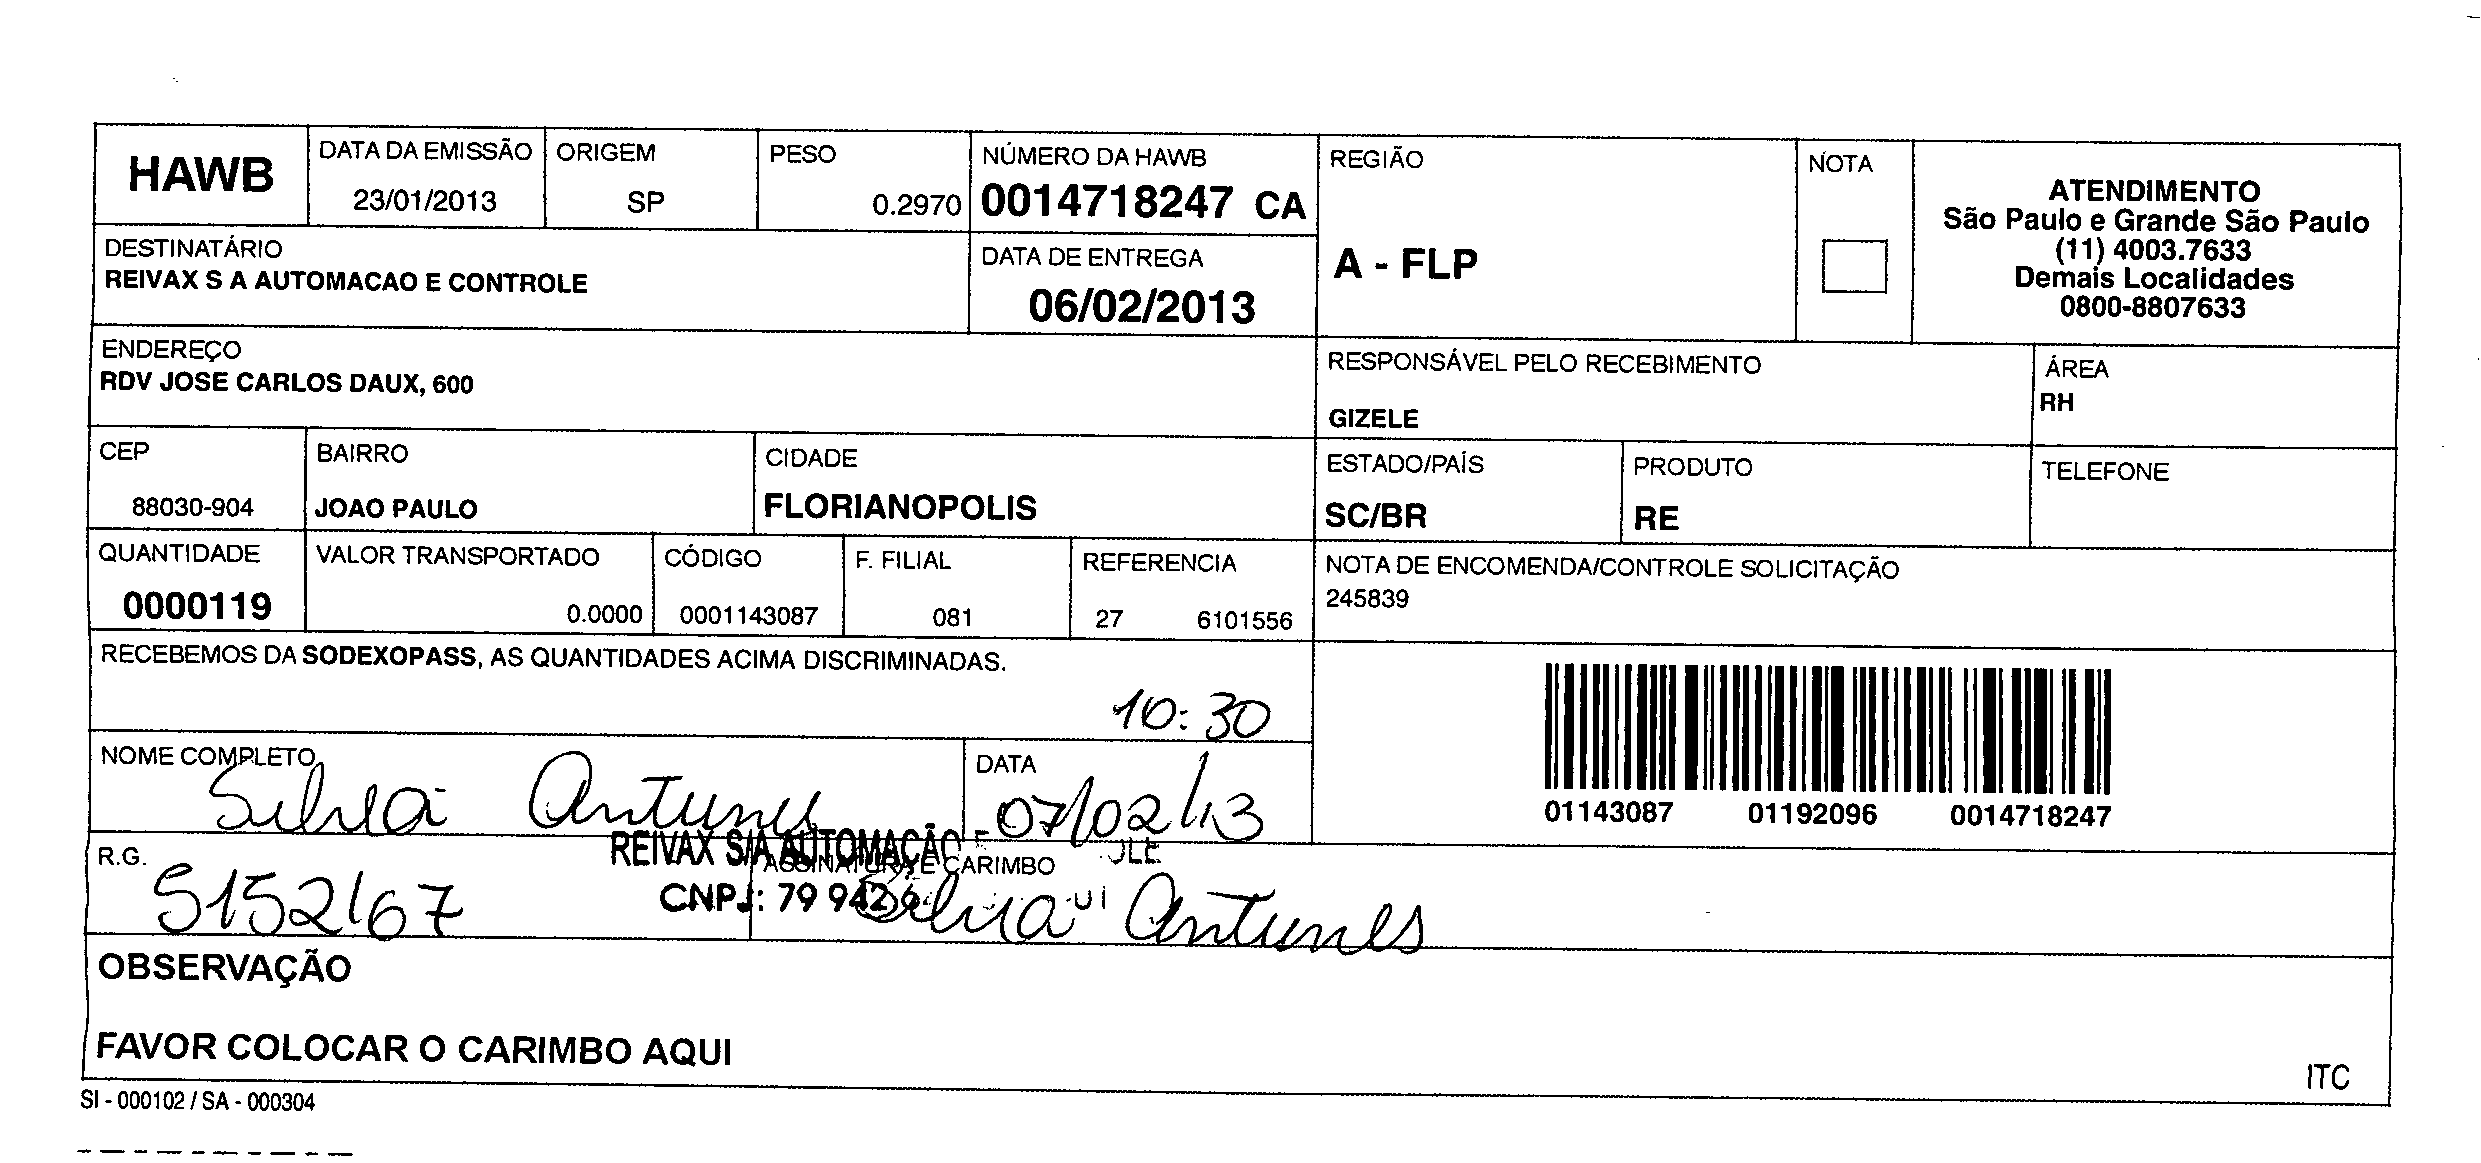 HAWB
DATA DA EMISSÃO
23/01/2013
ORIGEM
SP
PESO
0.2970
NÚMERO DA HAWB
0014718247 CA
REGIÃO
A - FLP
NOTA
ATENDIMENTO
São Paulo e Grande São Paulo
(11) 4003.7633
Demais Localidades
0800-8807633
DESTINATÁRIO
REIVAX S A AUTOMACAO E CONTROLE
DATA DE ENTREGA
06/02/2013
ENDEREÇO
RDV JOSE CARLOS DAUX, 600
RESPONSÁVEL PELO RECEBIMENTO
GIZELE
ÁREA
RH
CEP
88030-904
BAIRRO
JOAO PAULO
CIDADE
FLORIANOPOLIS
ESTADO/PAÍS
SC/BR
PRODUTO
RE
TELEFONE
QUANTIDADE
0000119
VALOR TRANSPORTADO
0.0000
CÓDIGO
0001143087
F. FILIAL
081
REFERENCIA
27 6101556
NOTA DE ENCOMENDA/CONTROLE SOLICITAÇÃO
245839
RECEBEMOS DA SODEXOPASS, AS QUANTIDADES ACIMA DISCRIMINADAS.
10:30
NOME COMPLETO
Silvia Antunes
DATA
07/02/13
01143087 01192096 0014718247
R.G.
5152167
REIVAX S/A AUTOMAÇÃO E
ASSINATURA E CARIMBO
CNPJ: 79 942 6
Silvia Antunes
OBSERVAÇÃO
FAVOR COLOCAR O CARIMBO AQUI
ITC
SI - 000102 / SA - 000304